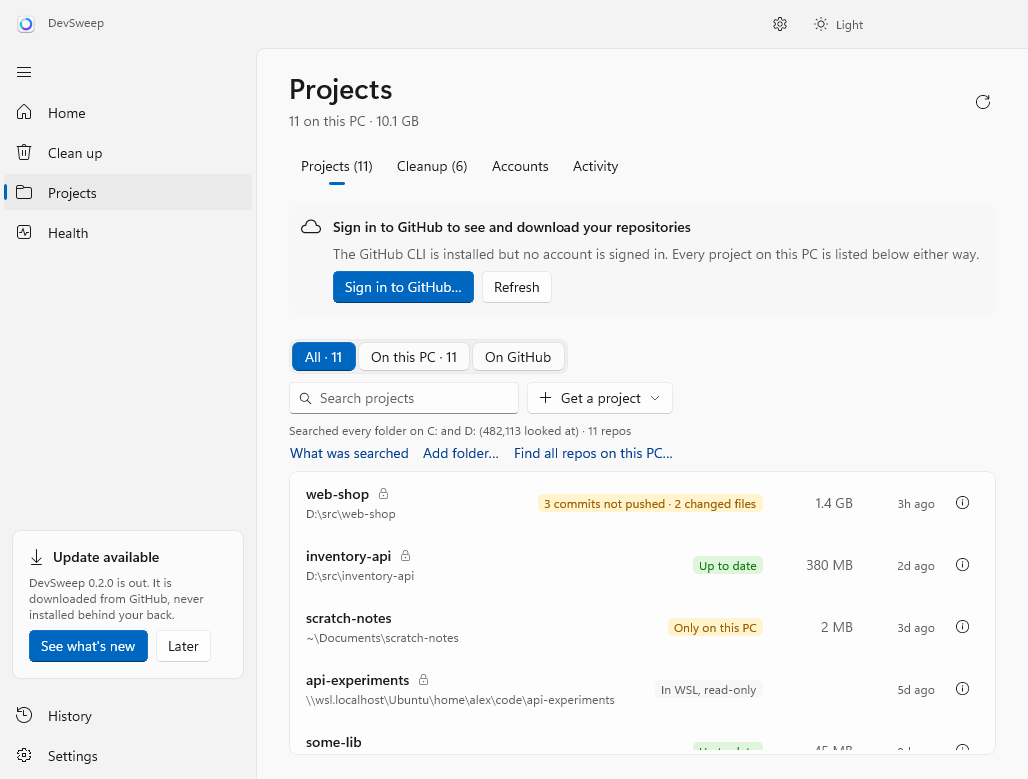 DevSweep
Light
Home
Clean up
Projects
Health
Update available
DevSweep 0.2.0 is out. It is
downloaded from GitHub, never
installed behind your back.
See what's new
Later
History
Settings
Projects
11 on this PC · 10.1 GB
Projects (11)
Cleanup (6)
Accounts
Activity
Sign in to GitHub to see and download your repositories
The GitHub CLI is installed but no account is signed in. Every project on this PC is listed below either way.
Sign in to GitHub...
Refresh
All · 11
On this PC · 11
On GitHub
Search projects
Get a project
Searched every folder on C: and D: (482,113 looked at) · 11 repos
What was searched
Add folder...
Find all repos on this PC...
web-shop
D:\src\web-shop
3 commits not pushed · 2 changed files
1.4 GB
3h ago
inventory-api
D:\src\inventory-api
Up to date
380 MB
2d ago
scratch-notes
~\Documents\scratch-notes
Only on this PC
2 MB
3d ago
api-experiments
\\wsl.localhost\Ubuntu\home\alex\code\api-experiments
In WSL, read-only
5d ago
some-lib
Up to date
45 MB